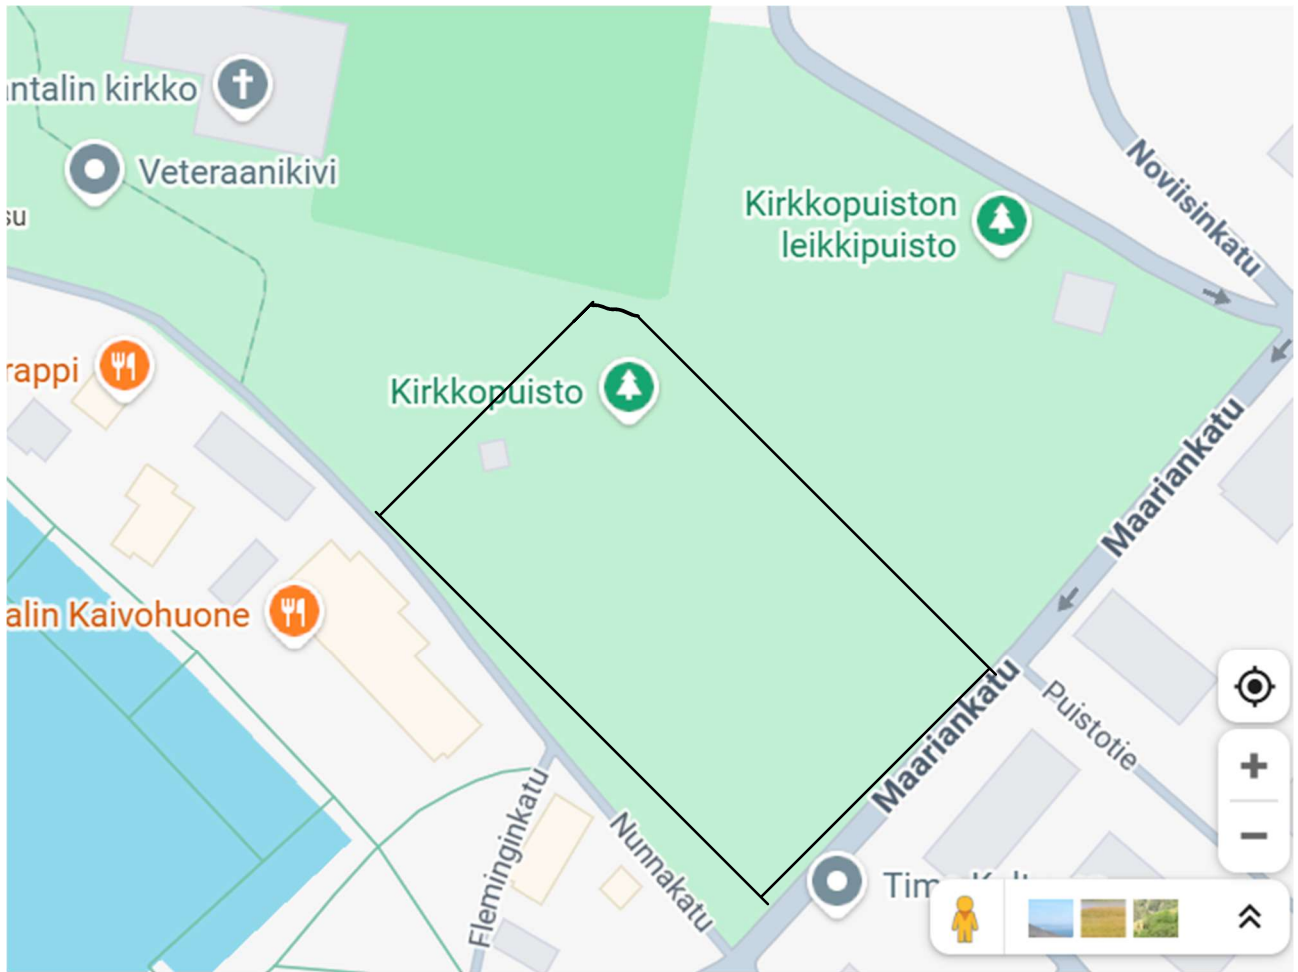 ntalin kirkko
Veteraanikivi
su
Kirkkopuiston
leikkipuisto
Noviisinkatu
rappi
Kirkkopuisto
Maariankatu
alin Kaivohuone
Maariankatu
Puistotie
Fleminginkatu
Nunnakatu